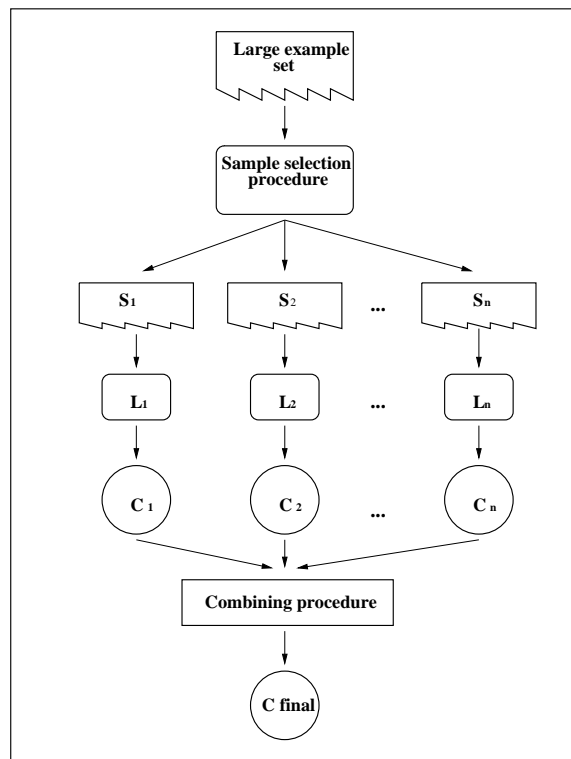 Large example
set
Sample selection
procedure
S1 S2 ... Sn
L1 L2 ... Ln
C 1 C 2 ... C n
Combining procedure
C final